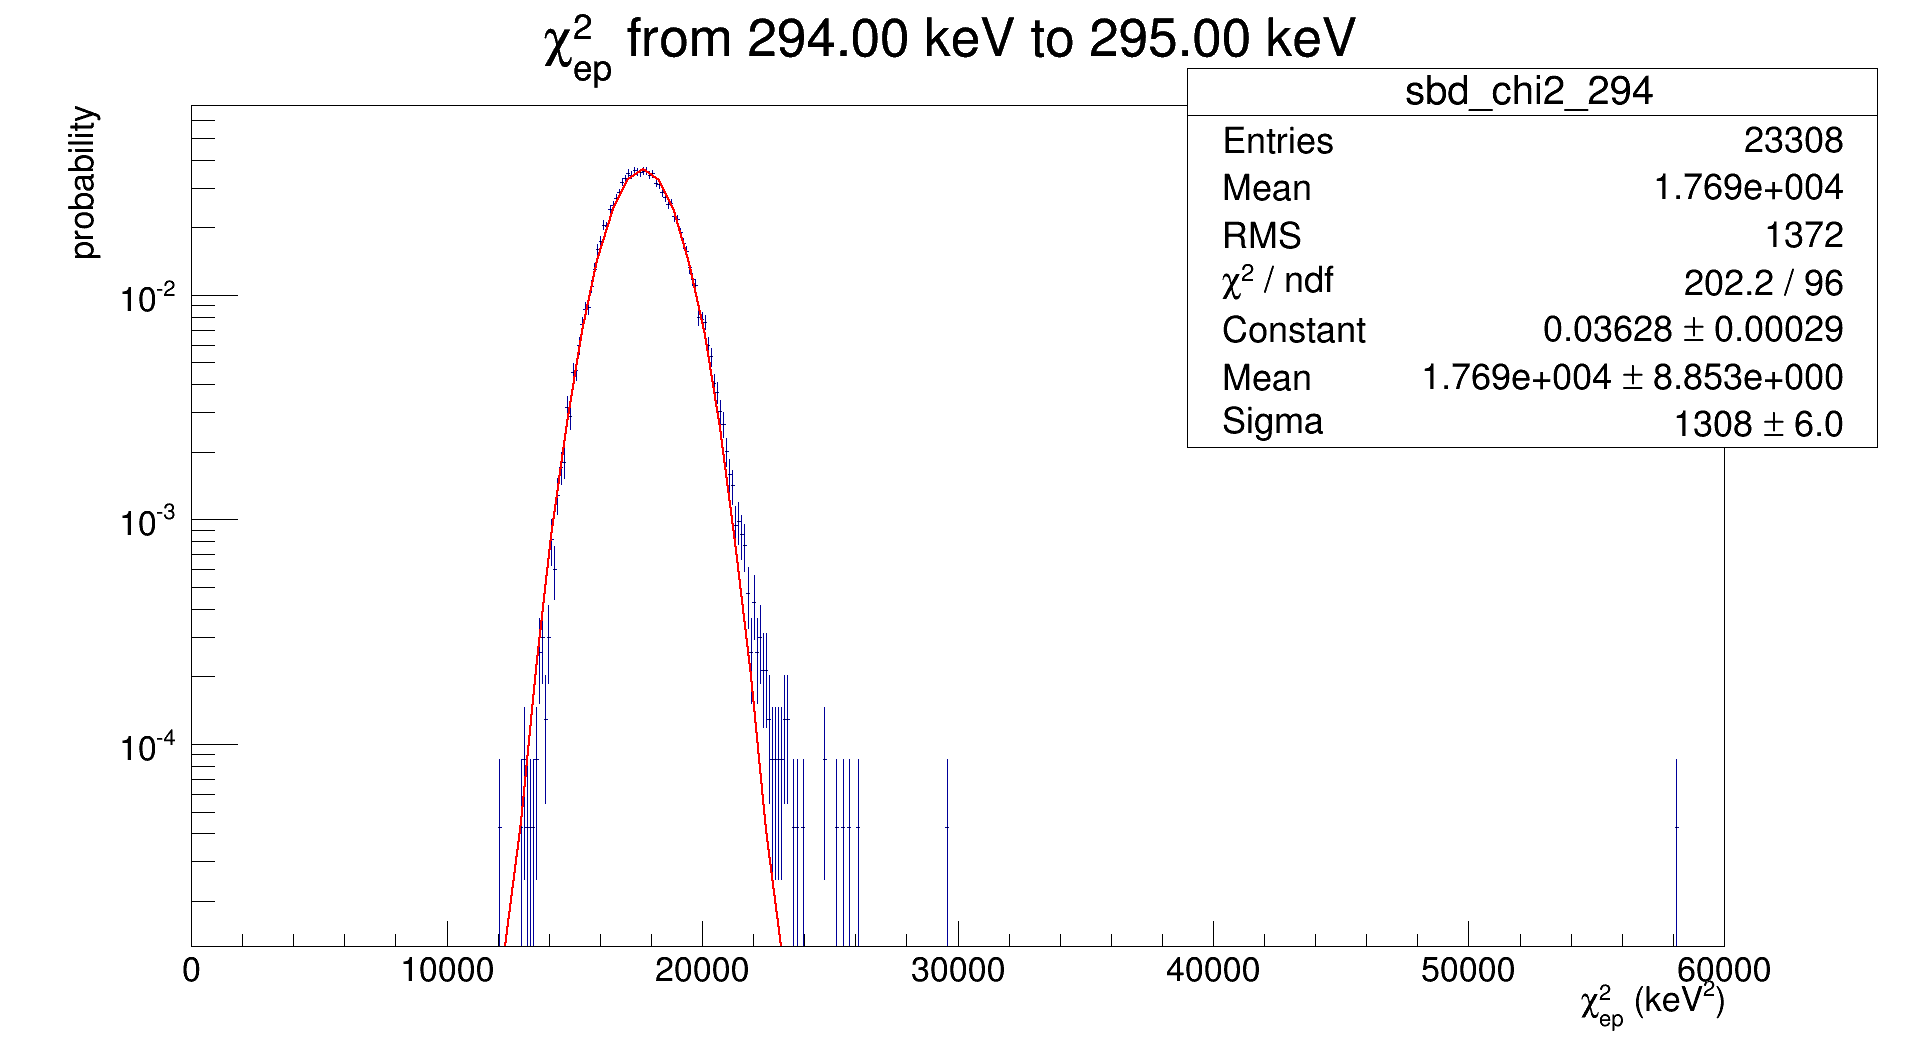 χ²ep from 294.00 keV to 295.00 keV
sbd_chi2_294
Entries 23308
Mean 1.769e+004
RMS 1372
χ² / ndf 202.2 / 96
Constant 0.03628 ± 0.00029
Mean 1.769e+004 ± 8.853e+000
Sigma 1308 ± 6.0
probability
10⁻²
10⁻³
10⁻⁴
0 10000 20000 30000 40000 50000 60000
χ²ep (keV²)